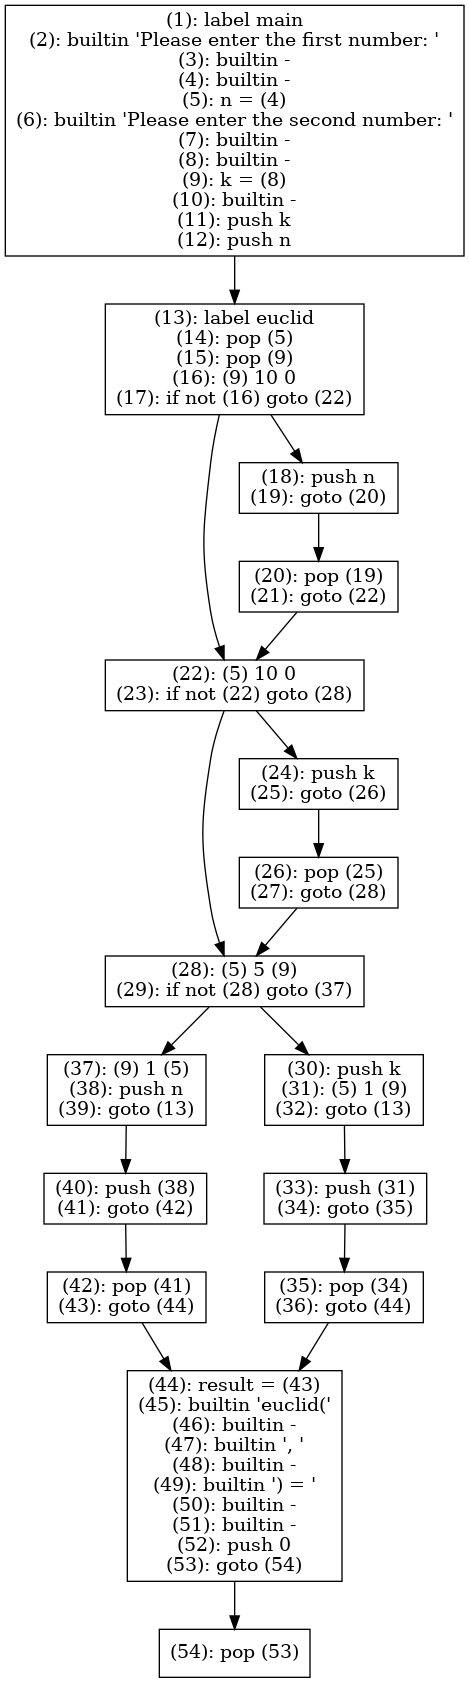 (1): label main
(2): builtin 'Please enter the first number: '
(3): builtin -
(4): builtin -
(5): n = (4)
(6): builtin 'Please enter the second number: '
(7): builtin -
(8): builtin -
(9): k = (8)
(10): builtin -
(11): push k
(12): push n
(13): label euclid
(14): pop (5)
(15): pop (9)
(16): (9) 10 0
(17): if not (16) goto (22)
(18): push n
(19): goto (20)
(20): pop (19)
(21): goto (22)
(22): (5) 10 0
(23): if not (22) goto (28)
(24): push k
(25): goto (26)
(26): pop (25)
(27): goto (28)
(28): (5) 5 (9)
(29): if not (28) goto (37)
(37): (9) 1 (5)
(38): push n
(39): goto (13)
(30): push k
(31): (5) 1 (9)
(32): goto (13)
(40): push (38)
(41): goto (42)
(33): push (31)
(34): goto (35)
(42): pop (41)
(43): goto (44)
(35): pop (34)
(36): goto (44)
(44): result = (43)
(45): builtin 'euclid('
(46): builtin -
(47): builtin ', '
(48): builtin -
(49): builtin ') = '
(50): builtin -
(51): builtin -
(52): push 0
(53): goto (54)
(54): pop (53)